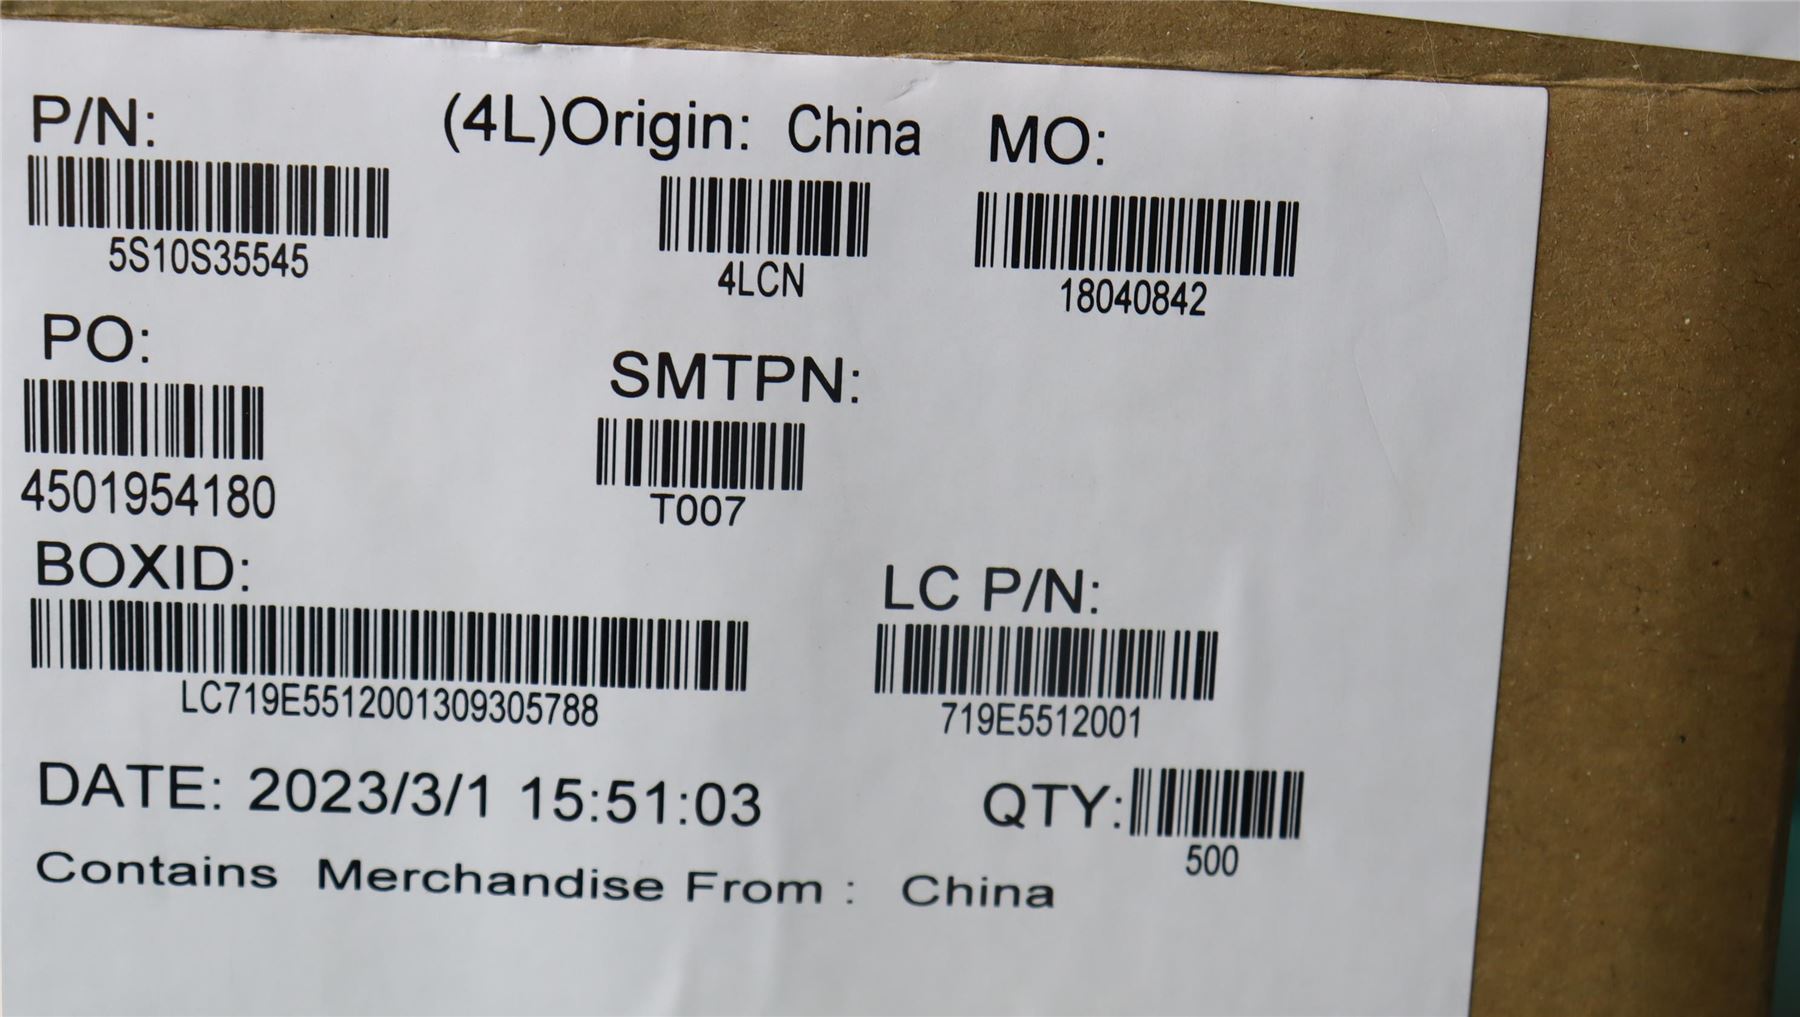 P/N: (4L)Origin: China MO:
5S10S35545 4LCN 18040842
PO: SMTPN:
4501954180 T007
BOXID: LC P/N:
LC719E5512001309305788 719E5512001
DATE: 2023/3/1 15:51:03 QTY:
500
Contains Merchandise From : China